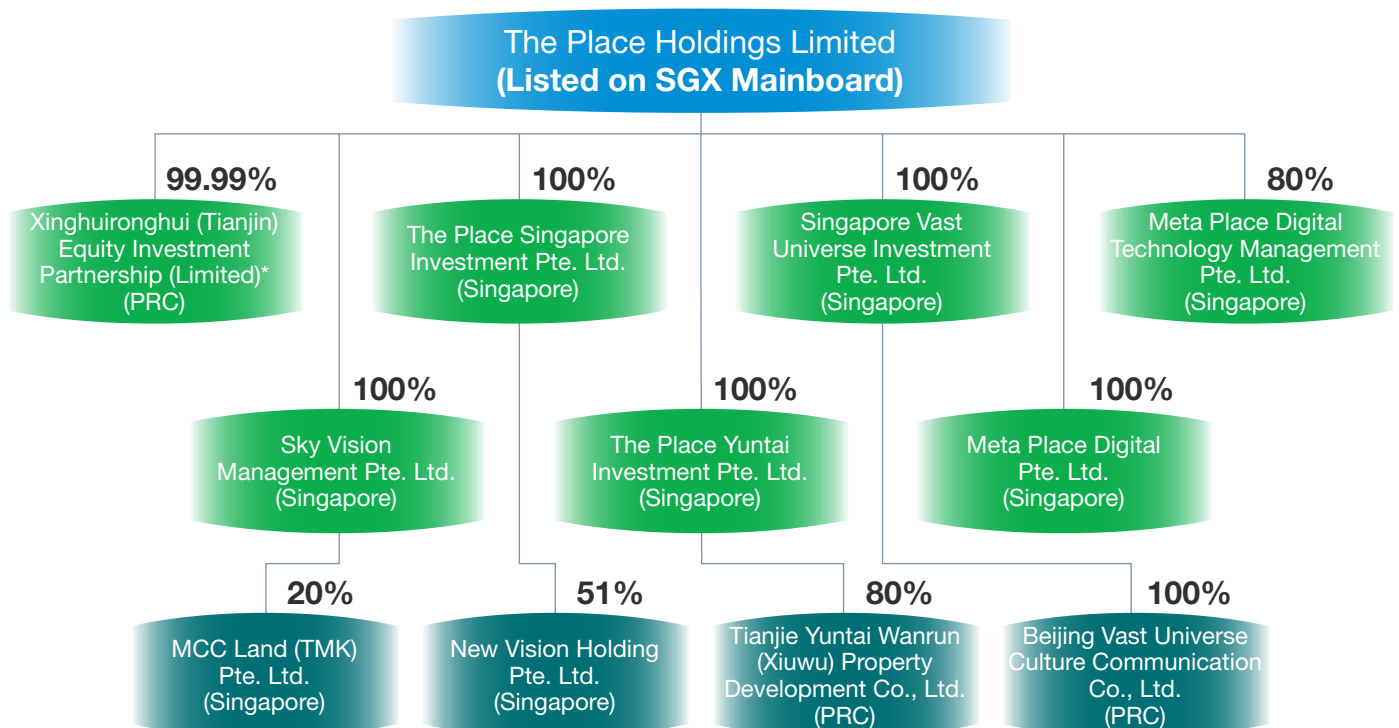 The Place Holdings Limited
(Listed on SGX Mainboard)
99.99%
Xinghuironghui (Tianjin)
Equity Investment
Partnership (Limited)*
(PRC)
100%
The Place Singapore
Investment Pte. Ltd.
(Singapore)
100%
Singapore Vast
Universe Investment
Pte. Ltd.
(Singapore)
80%
Meta Place Digital
Technology Management
Pte. Ltd.
(Singapore)
100%
Sky Vision
Management Pte. Ltd.
(Singapore)
100%
The Place Yuntai
Investment Pte. Ltd.
(Singapore)
100%
Meta Place Digital
Pte. Ltd.
(Singapore)
20%
MCC Land (TMK)
Pte. Ltd.
(Singapore)
51%
New Vision Holding
Pte. Ltd.
(Singapore)
80%
Tianjie Yuntai Wanrun
(Xiuwu) Property
Development Co., Ltd.
(PRC)
100%
Beijing Vast Universe
Culture Communication
Co., Ltd.
(PRC)